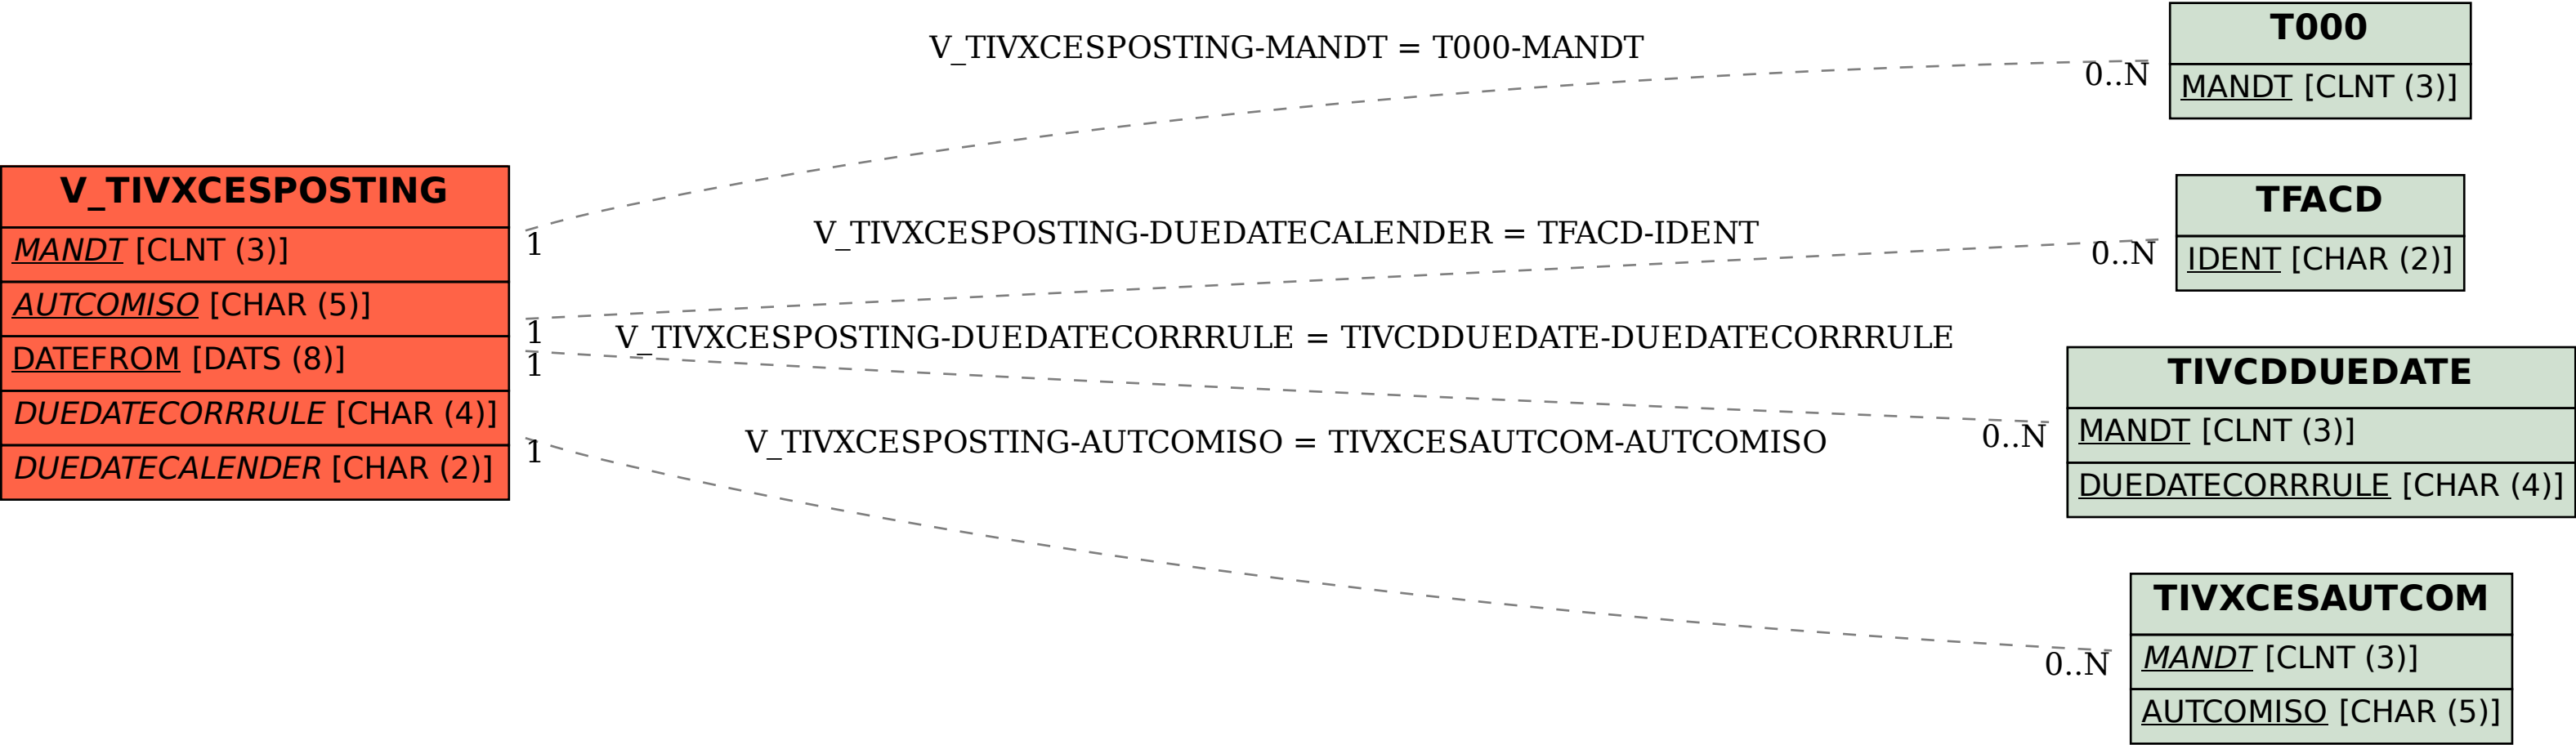 V_TIVXCESPOSTING
MANDT [CLNT (3)]
AUTCOMISO [CHAR (5)]
DATEFROM [DATS (8)]
DUEDATECORRRULE [CHAR (4)]
DUEDATECALENDER [CHAR (2)]
V_TIVXCESPOSTING-MANDT = T000-MANDT
1
0..N
V_TIVXCESPOSTING-DUEDATECALENDER = TFACD-IDENT
1
0..N
V_TIVXCESPOSTING-DUEDATECORRRULE = TIVCDDUEDATE-DUEDATECORRRULE
1
0..N
V_TIVXCESPOSTING-AUTCOMISO = TIVXCESAUTCOM-AUTCOMISO
1
0..N
T000
MANDT [CLNT (3)]
TFACD
IDENT [CHAR (2)]
TIVCDDUEDATE
MANDT [CLNT (3)]
DUEDATECORRRULE [CHAR (4)]
TIVXCESAUTCOM
MANDT [CLNT (3)]
AUTCOMISO [CHAR (5)]